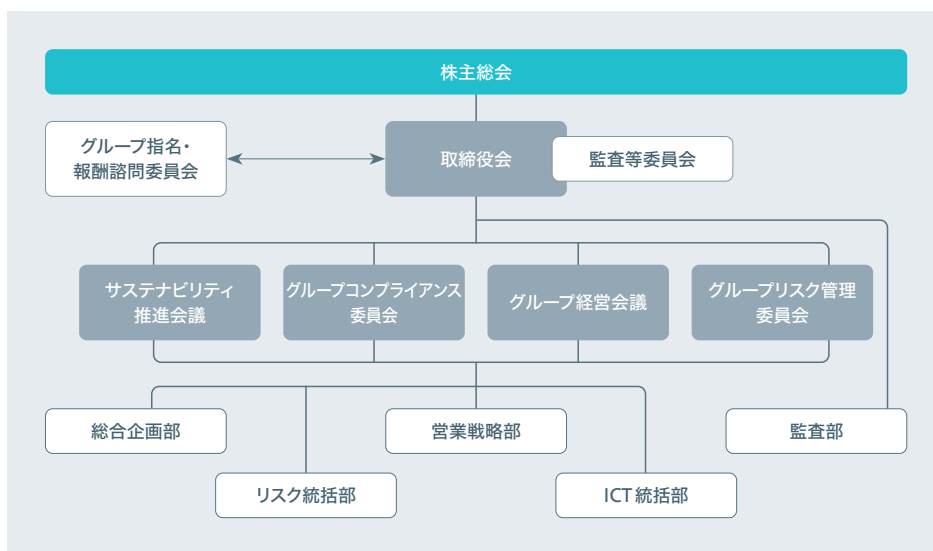 株主総会
グループ指名・
報酬諮問委員会
取締役会
監査等委員会
サステナビリティ
推進会議
グループコンプライアンス
委員会
グループ経営会議
グループリスク管理
委員会
総合企画部
営業戦略部
監査部
リスク統括部
ICT統括部